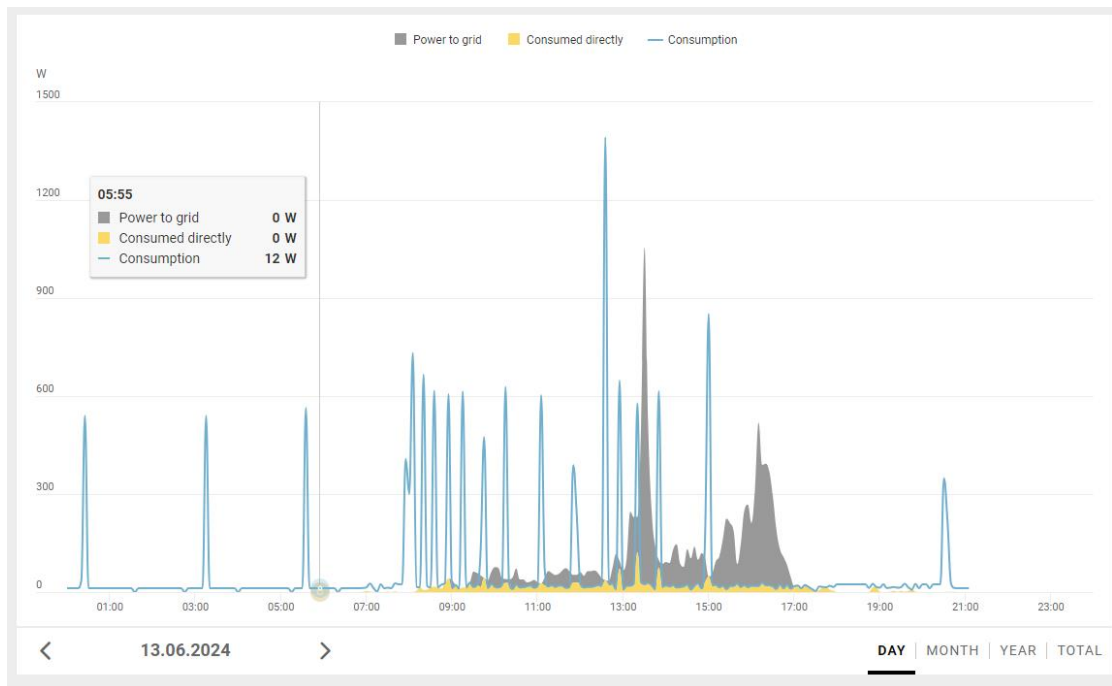 Power to grid Consumed directly Consumption
W
1500
1200
900
600
300
0
05:55
Power to grid 0 W
Consumed directly 0 W
Consumption 12 W
01:00 03:00 05:00 07:00 09:00 11:00 13:00 15:00 17:00 19:00 21:00 23:00
13.06.2024
DAY MONTH YEAR TOTAL